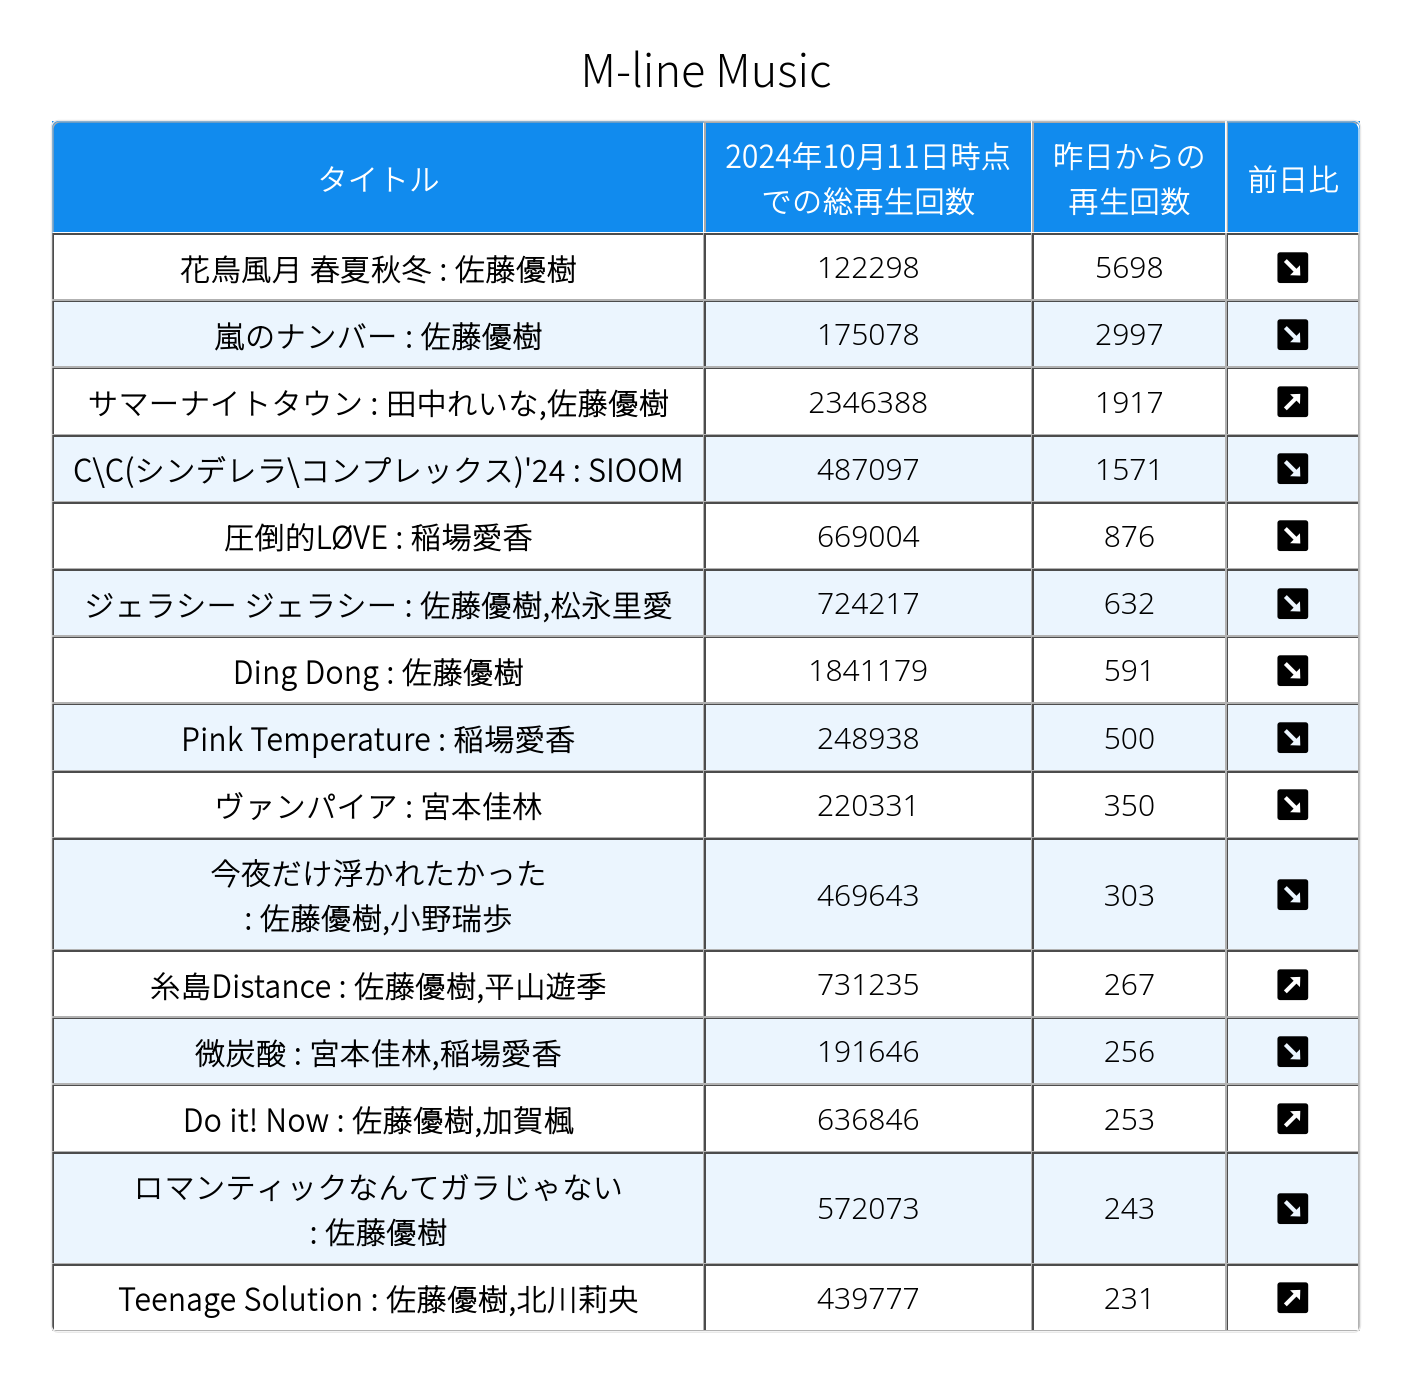 M-line Music
タイトル
2024年10月11日時点
での総再生回数
昨日からの
再生回数
前日比
花鳥風月 春夏秋冬 : 佐藤優樹 122298 5698 ↘
嵐のナンバー : 佐藤優樹 175078 2997 ↘
サマーナイトタウン : 田中れいな,佐藤優樹 2346388 1917 ↗
C\C(シンデレラ\コンプレックス)'24 : SIOOM 487097 1571 ↘
圧倒的LØVE : 稲場愛香 669004 876 ↘
ジェラシー ジェラシー : 佐藤優樹,松永里愛 724217 632 ↘
Ding Dong : 佐藤優樹 1841179 591 ↘
Pink Temperature : 稲場愛香 248938 500 ↘
ヴァンパイア : 宮本佳林 220331 350 ↘
今夜だけ浮かれたかった
: 佐藤優樹,小野瑞歩 469643 303 ↘
糸島Distance : 佐藤優樹,平山遊季 731235 267 ↗
微炭酸 : 宮本佳林,稲場愛香 191646 256 ↘
Do it! Now : 佐藤優樹,加賀楓 636846 253 ↗
ロマンティックなんてガラじゃない
: 佐藤優樹 572073 243 ↘
Teenage Solution : 佐藤優樹,北川莉央 439777 231 ↗